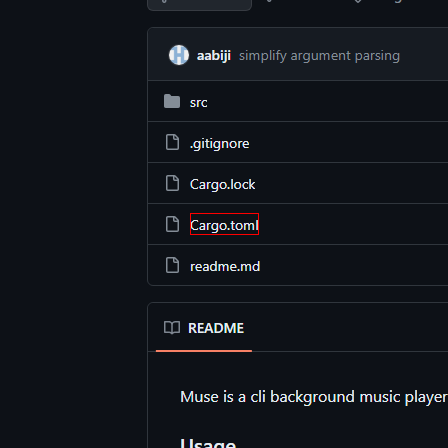 aabiji simplify argument parsing
src
.gitignore
Cargo.lock
Cargo.toml
readme.md
README
Muse is a cli background music player
Usage